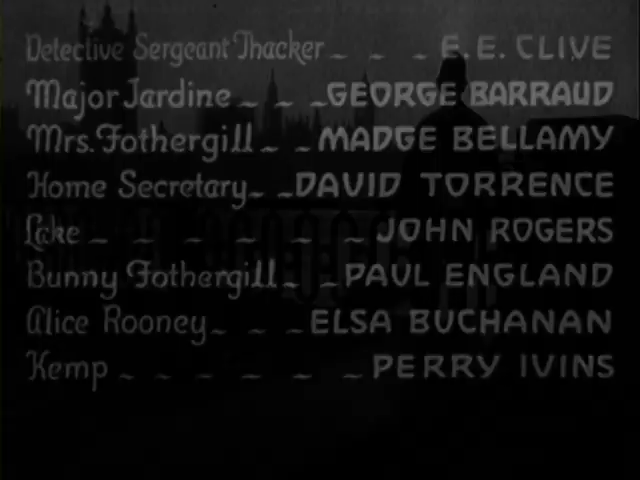 Detective Sergeant Thacker _ _ _ E.E. CLIVE
Major Jardine _ _ _ GEORGE BARRAUD
Mrs. Fothergill _ _ MADGE BELLAMY
Home Secretary _ _ DAVID TORRENCE
Lake _ _ _ _ _ _ JOHN ROGERS
Bunny Fothergill _ _ PAUL ENGLAND
Alice Rooney _ _ _ ELSA BUCHANAN
Kemp _ _ _ _ _ _ PERRY IVINS